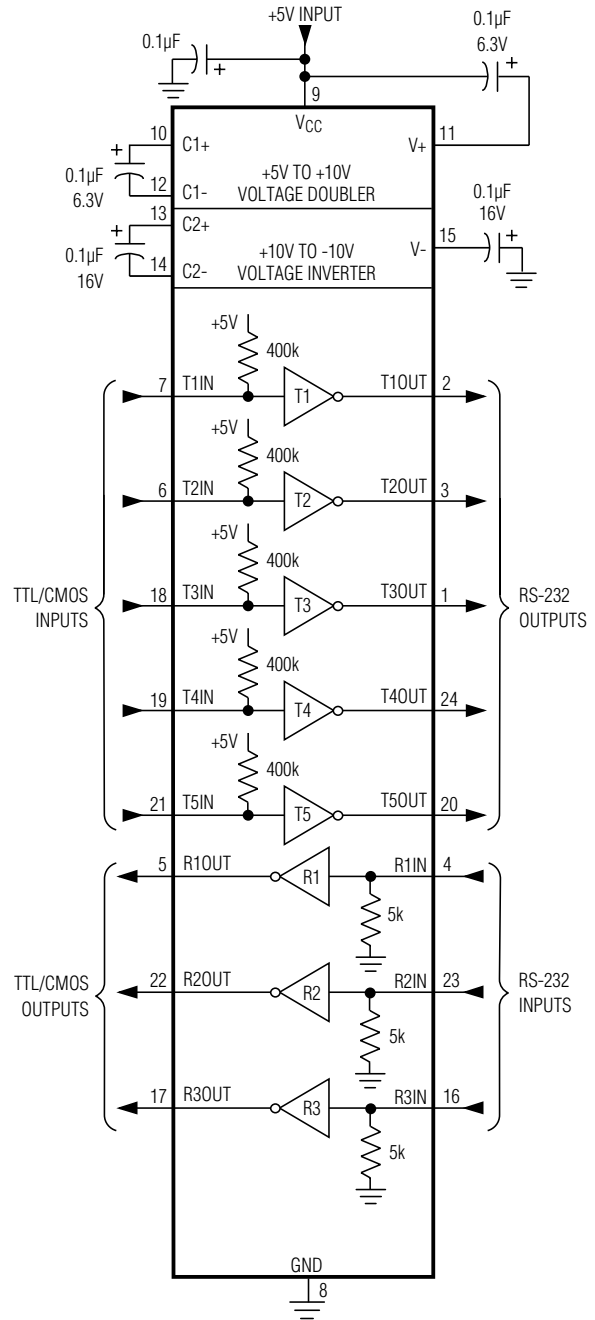 +5V INPUT
0.1µF
0.1µF
6.3V
9
VCC
10
C1+
V+
11
+5V TO +10V
VOLTAGE DOUBLER
0.1µF
6.3V
12
C1-
13
C2+
+10V TO -10V
VOLTAGE INVERTER
0.1µF
16V
14
C2-
V-
15
0.1µF
16V
+5V
400k
7
T1IN
T1
T1OUT
2
+5V
400k
6
T2IN
T2
T2OUT
3
+5V
400k
TTL/CMOS
INPUTS
18
T3IN
T3
T3OUT
1
RS-232
OUTPUTS
+5V
400k
19
T4IN
T4
T4OUT
24
+5V
400k
21
T5IN
T5
T5OUT
20
5
R1OUT
R1
R1IN
4
5k
TTL/CMOS
OUTPUTS
22
R2OUT
R2
R2IN
23
RS-232
INPUTS
5k
17
R3OUT
R3
R3IN
16
5k
GND
8